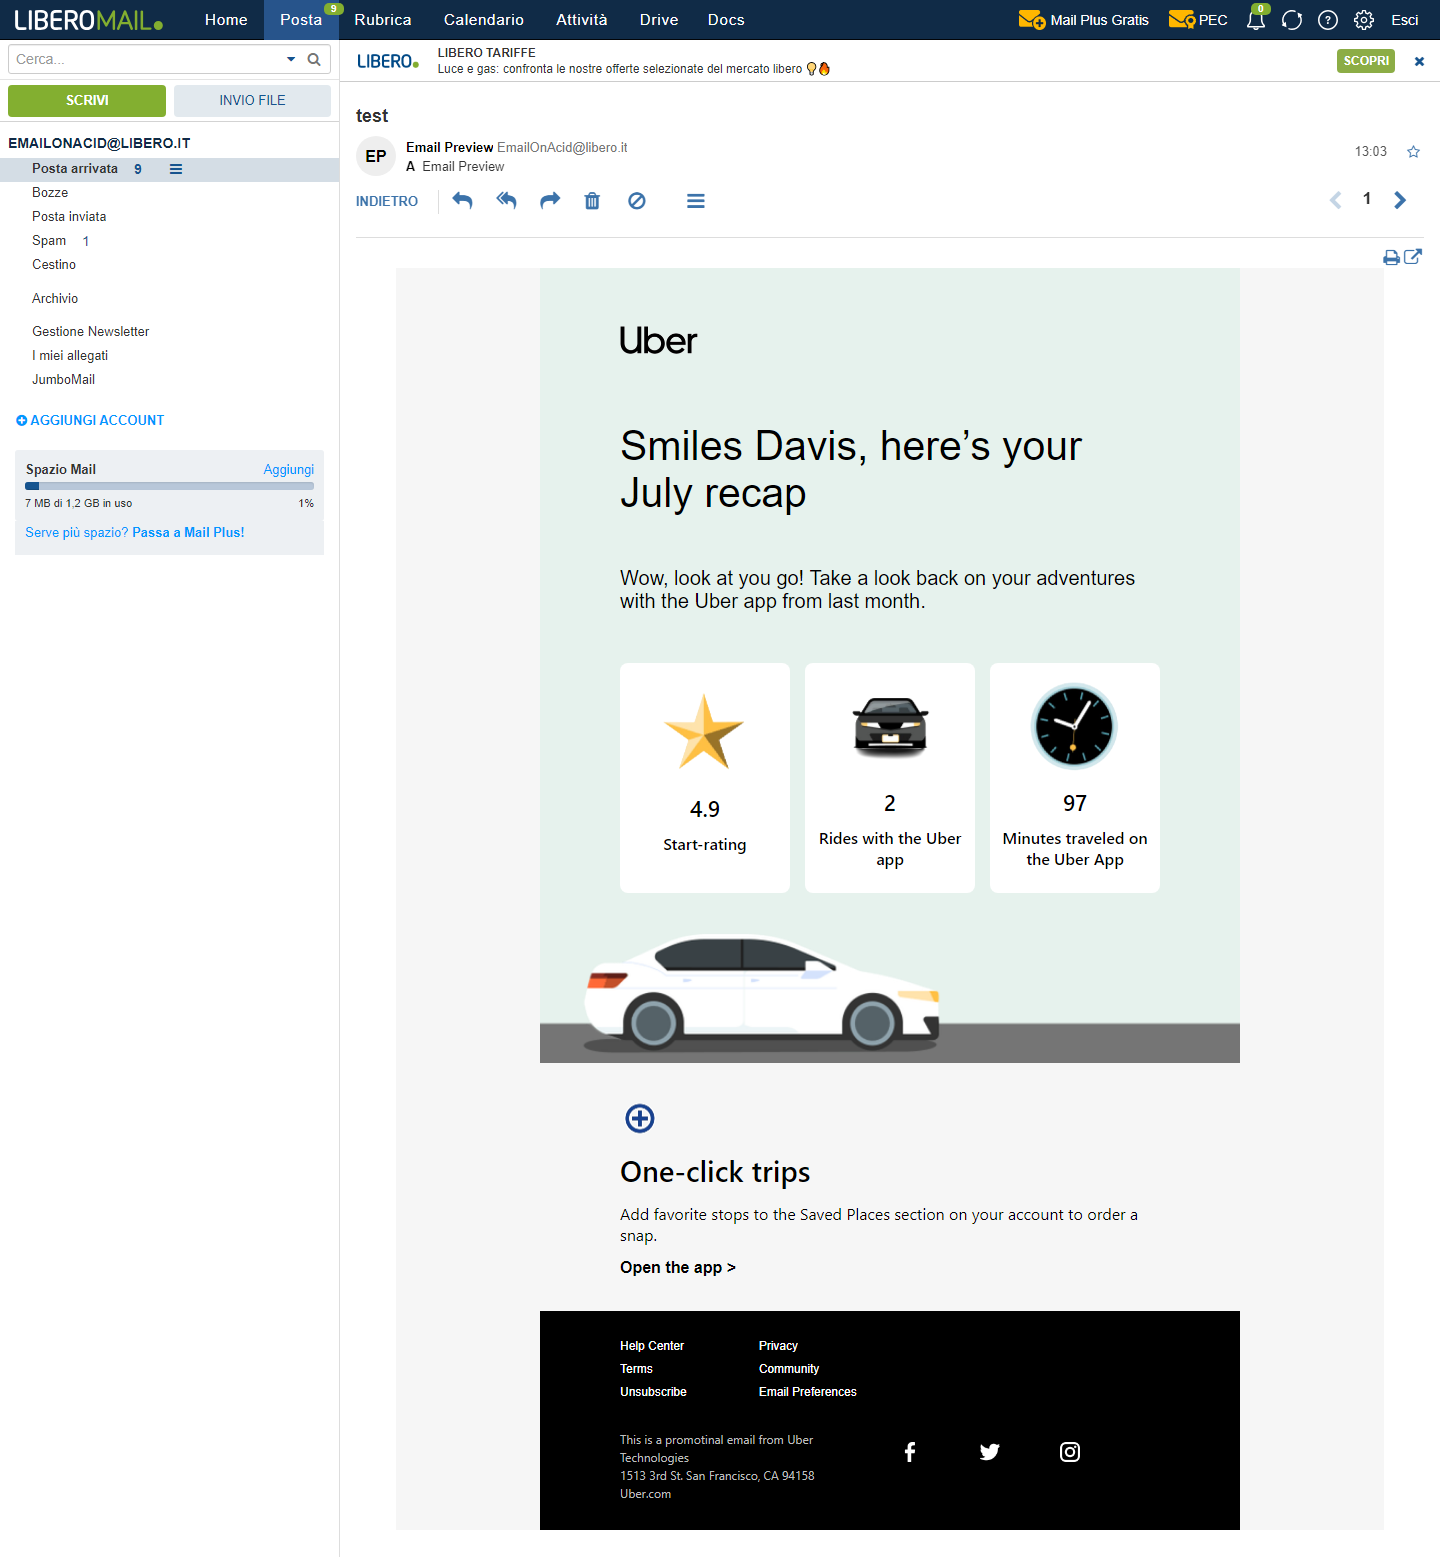 LIBEROMAIL
Home
Posta
9
Rubrica
Calendario
Attività
Drive
Docs
Mail Plus Gratis
PEC
0
Esci
Cerca...
SCRIVI
INVIO FILE
EMAILONACID@LIBERO.IT
Posta arrivata 9
Bozze
Posta inviata
Spam 1
Cestino
Archivio
Gestione Newsletter
I miei allegati
JumboMail
AGGIUNGI ACCOUNT
Spazio Mail
Aggiungi
7 MB di 1,2 GB in uso
1%
Serve più spazio? Passa a Mail Plus!
LIBERO
LIBERO TARIFFE
Luce e gas: confronta le nostre offerte selezionate del mercato libero
SCOPRI
test
EP
Email Preview EmailOnAcid@libero.it
A Email Preview
13:03
INDIETRO
1
Uber
Smiles Davis, here’s your
July recap
Wow, look at you go! Take a look back on your adventures
with the Uber app from last month.
4.9
Start-rating
2
Rides with the Uber
app
97
Minutes traveled on
the Uber App
One-click trips
Add favorite stops to the Saved Places section on your account to order a
snap.
Open the app >
Help Center
Terms
Unsubscribe
Privacy
Community
Email Preferences
This is a promotinal email from Uber
Technologies
1513 3rd St. San Francisco, CA 94158
Uber.com